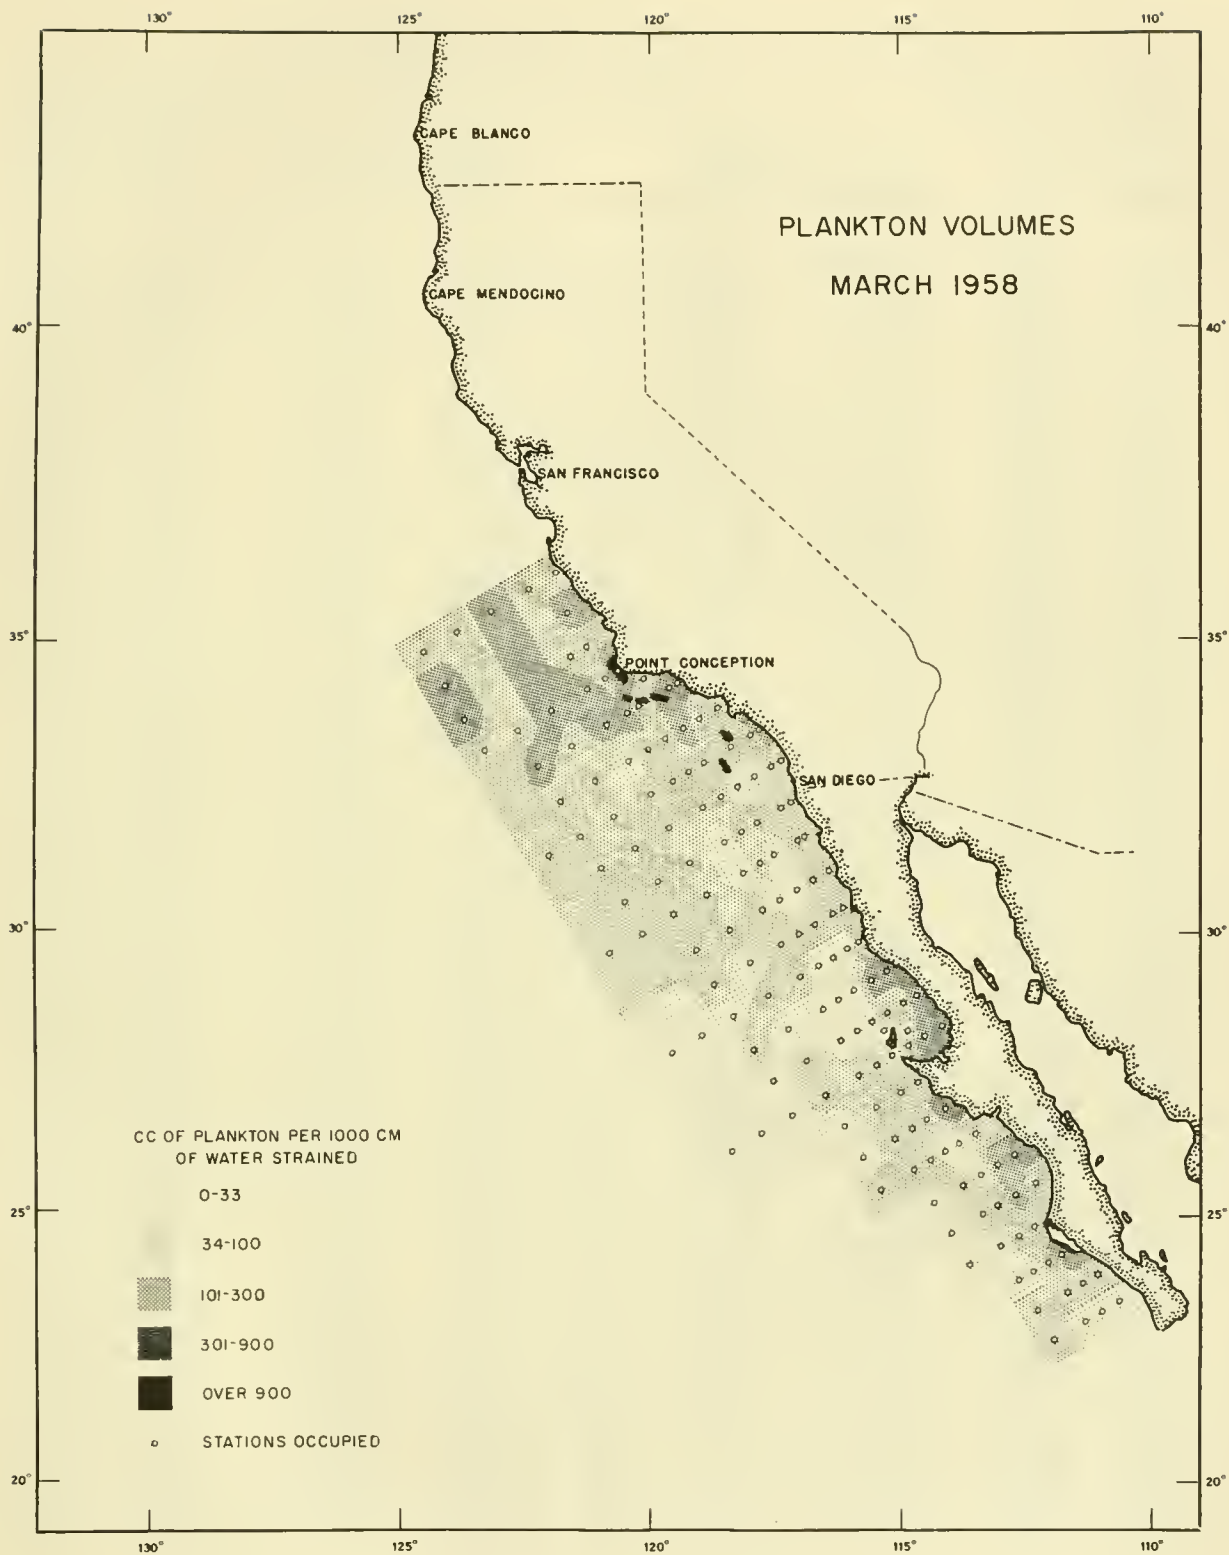 130° 125° 120° 115° 110°
CAPE BLANCO
PLANKTON VOLUMES
MARCH 1958
CAPE MENDOCINO
40° 40°
SAN FRANCISCO
35° 35°
POINT CONCEPTION
SAN DIEGO
30° 30°
CC OF PLANKTON PER 1000 CM
OF WATER STRAINED
0-33
25° 25°
34-100
101-300
301-900
OVER 900
STATIONS OCCUPIED
20° 20°
130° 125° 120° 115° 110°